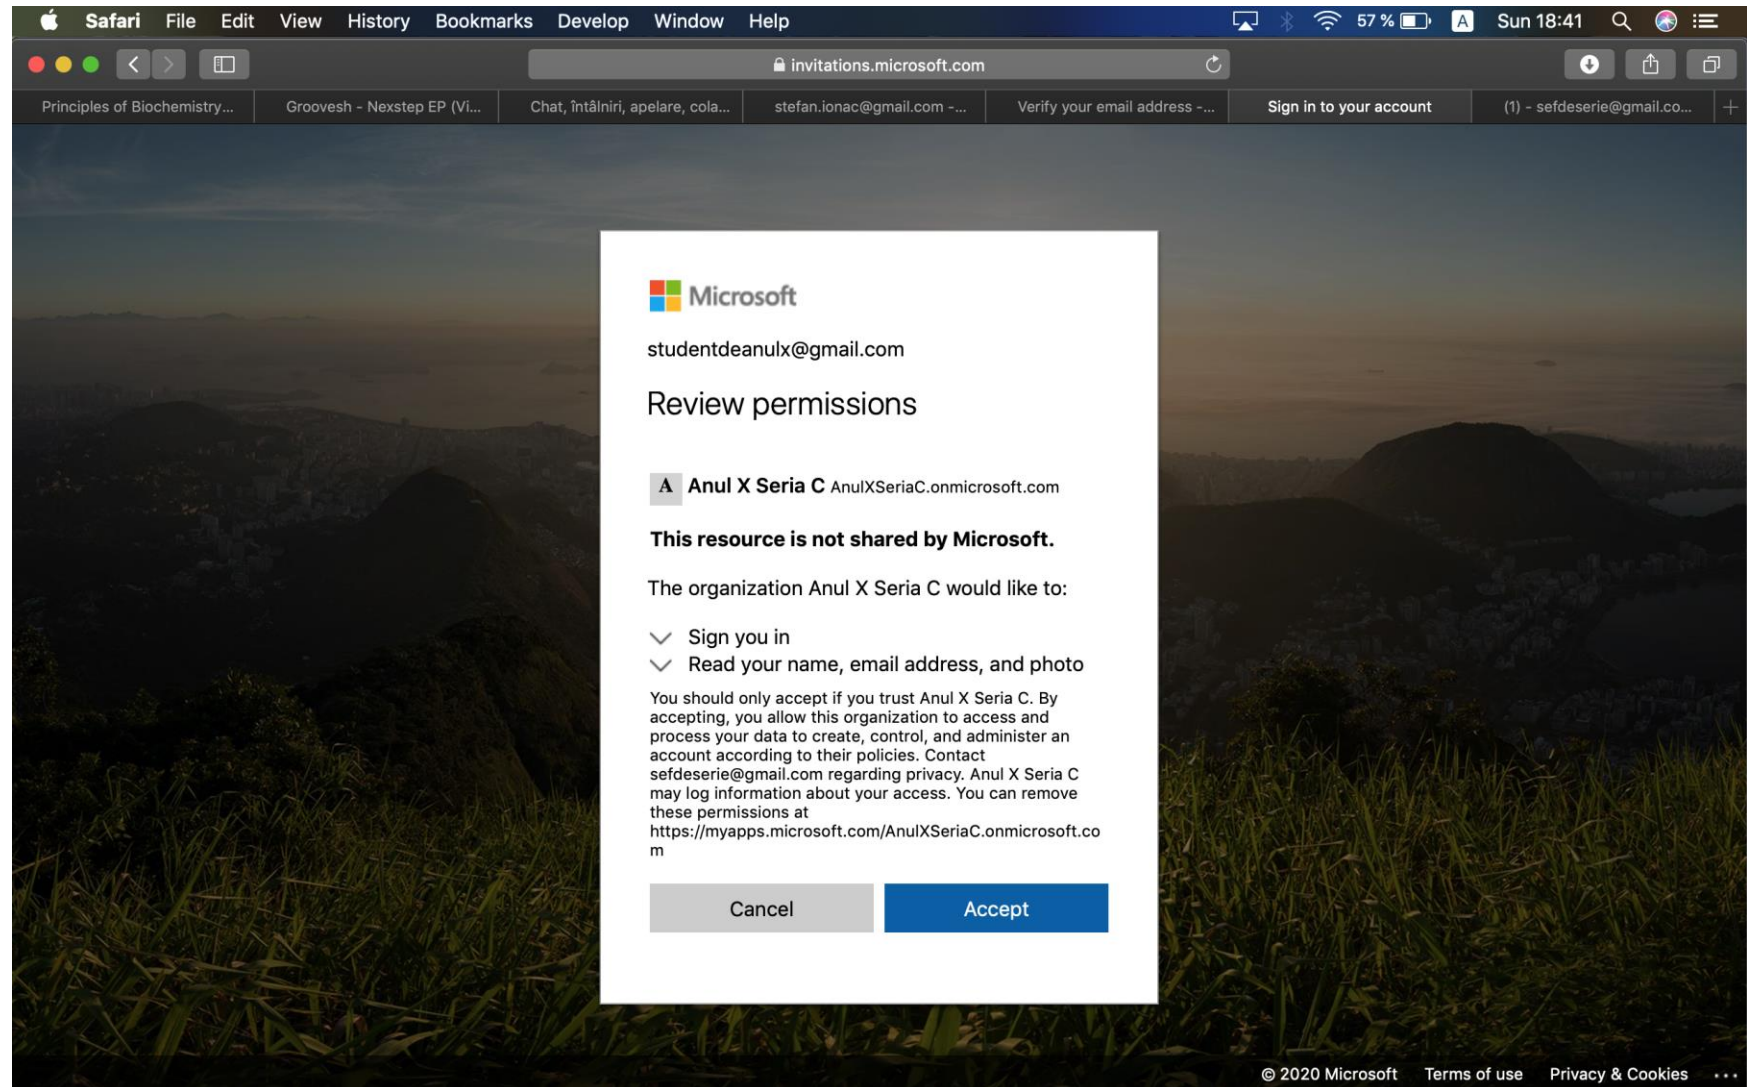 Safari File Edit View History Bookmarks Develop Window Help 57 % A Sun 18:41
invitations.microsoft.com
Principles of Biochemistry... Groovesh - Nexstep EP (Vi... Chat, întâlniri, apelare, cola... stefan.ionac@gmail.com -... Verify your email address -... Sign in to your account (1) - sefdeserie@gmail.co... +
Microsoft
studentdeanulx@gmail.com
Review permissions
A Anul X Seria C AnulXSeriaC.onmicrosoft.com
This resource is not shared by Microsoft.
The organization Anul X Seria C would like to:
Sign you in
Read your name, email address, and photo
You should only accept if you trust Anul X Seria C. By
accepting, you allow this organization to access and
process your data to create, control, and administer an
account according to their policies. Contact
sefdeserie@gmail.com regarding privacy. Anul X Seria C
may log information about your access. You can remove
these permissions at
https://myapps.microsoft.com/AnulXSeriaC.onmicrosoft.co
m
Cancel Accept
© 2020 Microsoft Terms of use Privacy & Cookies ...